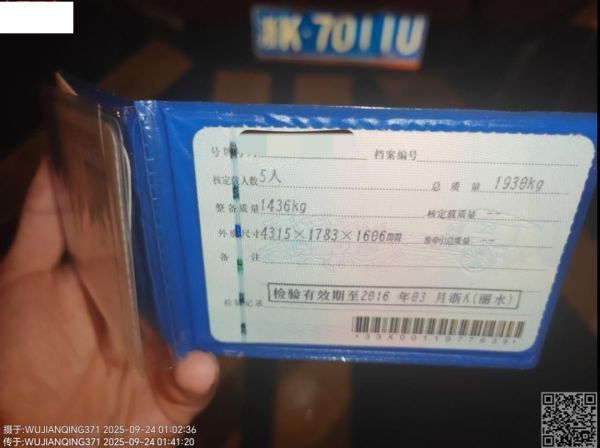 浙K·7011U
号牌号码
档案编号
核定载人数 5人
总质量 1930kg
整备质量 1436kg
核定载质量 --
外廓尺寸 4315×1783×1606mm
准牵引总质量 --
备注
检验记录
检验有效期至2016年03月浙K(丽水)
摄于:WUJIANQING371 2025-09-24 01:02:36
传于:WUJIANQING371 2025-09-24 01:41:20